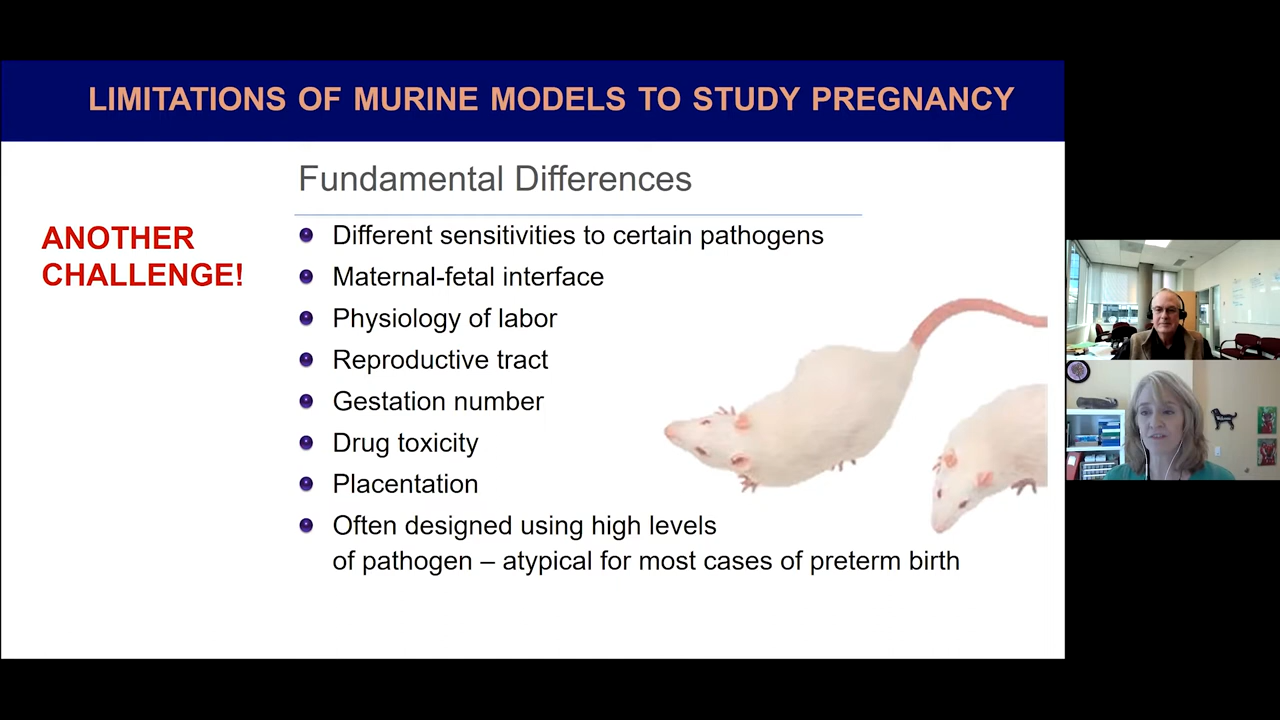 LIMITATIONS OF MURINE MODELS TO STUDY PREGNANCY
Fundamental Differences
ANOTHER
CHALLENGE!
Different sensitivities to certain pathogens
Maternal-fetal interface
Physiology of labor
Reproductive tract
Gestation number
Drug toxicity
Placentation
Often designed using high levels
of pathogen – atypical for most cases of preterm birth